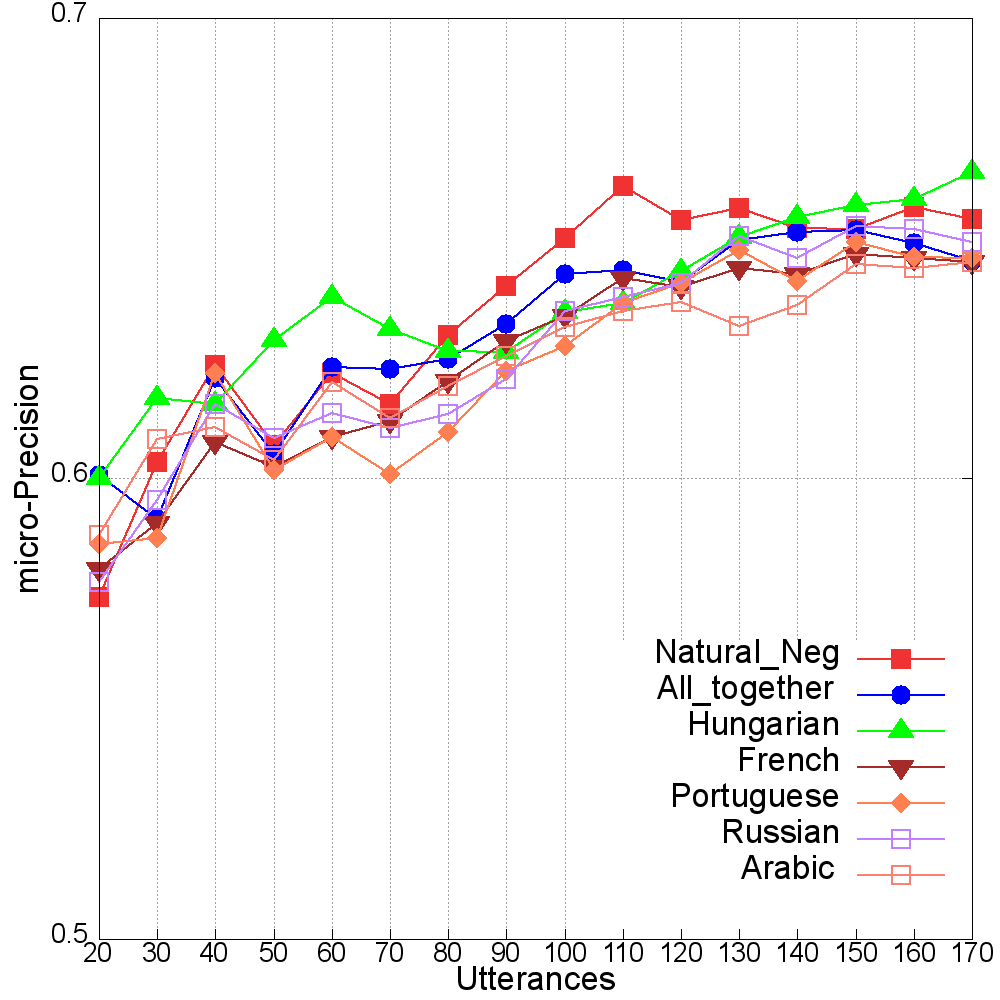 0.7
0.6
0.5
micro-Precision
Natural_Neg
All_together
Hungarian
French
Portuguese
Russian
Arabic
20 30 40 50 60 70 80 90 100 110 120 130 140 150 160 170
Utterances